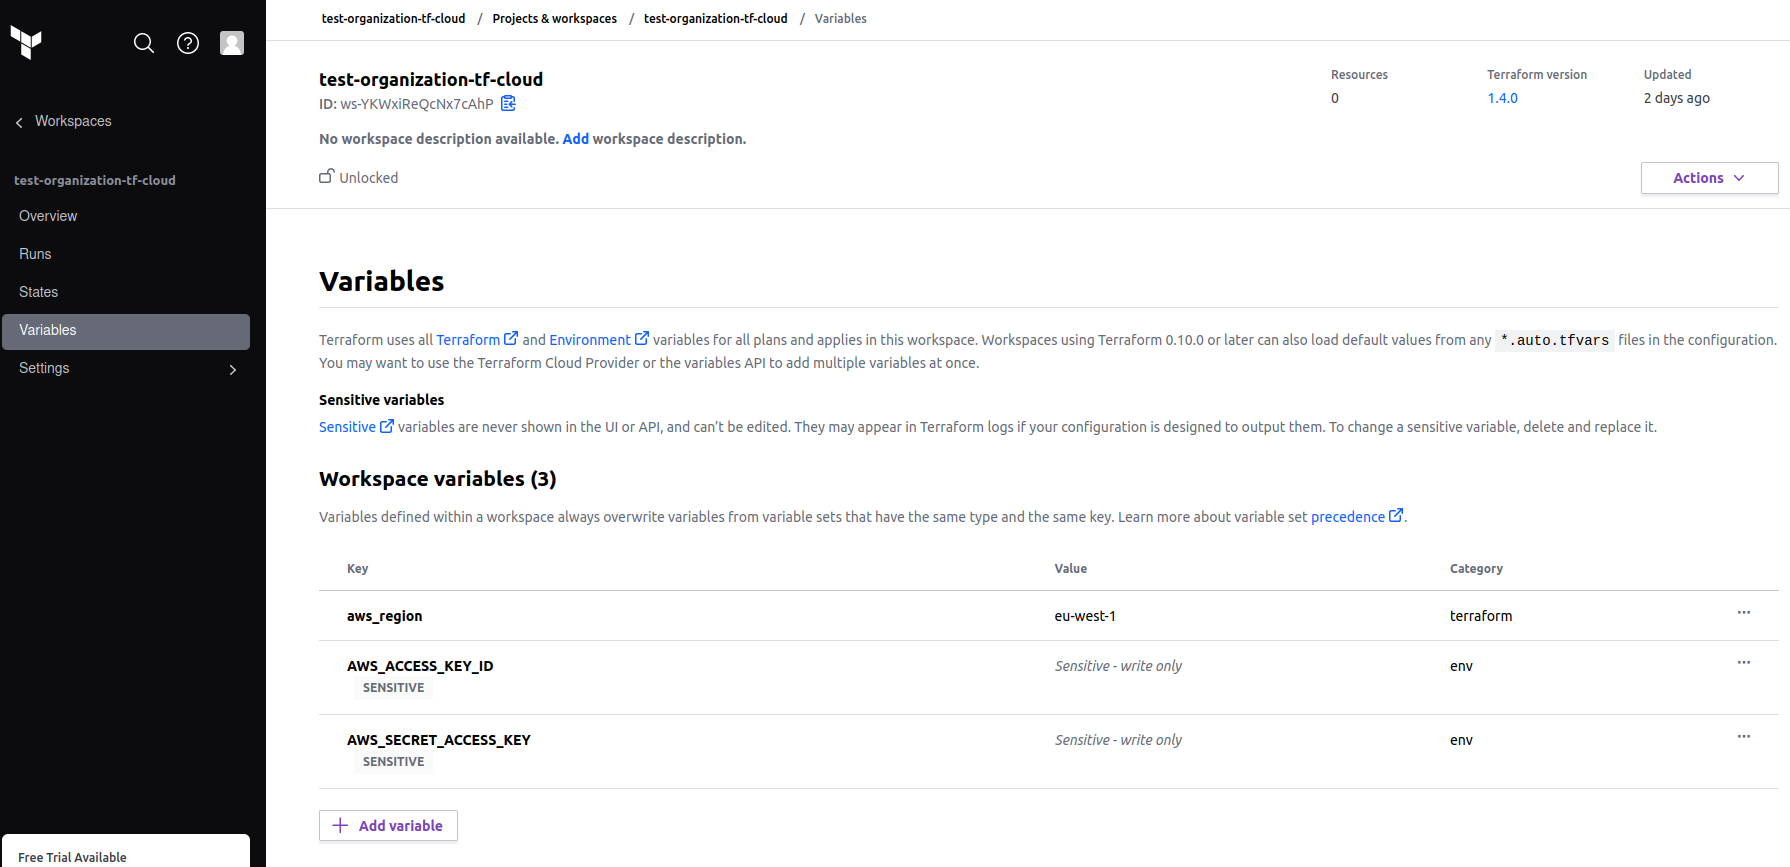 test-organization-tf-cloud / Projects & workspaces / test-organization-tf-cloud / Variables
Workspaces
test-organization-tf-cloud
Overview
Runs
States
Variables
Settings
Free Trial Available
test-organization-tf-cloud
ID: ws-YKWxiReQcNx7cAhP
No workspace description available. Add workspace description.
Unlocked
Resources
0
Terraform version
1.4.0
Updated
2 days ago
Actions
Variables
Terraform uses all Terraform and Environment variables for all plans and applies in this workspace. Workspaces using Terraform 0.10.0 or later can also load default values from any *.auto.tfvars files in the configuration.
You may want to use the Terraform Cloud Provider or the variables API to add multiple variables at once.
Sensitive variables
Sensitive variables are never shown in the UI or API, and can't be edited. They may appear in Terraform logs if your configuration is designed to output them. To change a sensitive variable, delete and replace it.
Workspace variables (3)
Variables defined within a workspace always overwrite variables from variable sets that have the same type and the same key. Learn more about variable set precedence.
Key Value Category
aws_region eu-west-1 terraform ...
AWS_ACCESS_KEY_ID Sensitive - write only env ...
SENSITIVE
AWS_SECRET_ACCESS_KEY Sensitive - write only env ...
SENSITIVE
+ Add variable